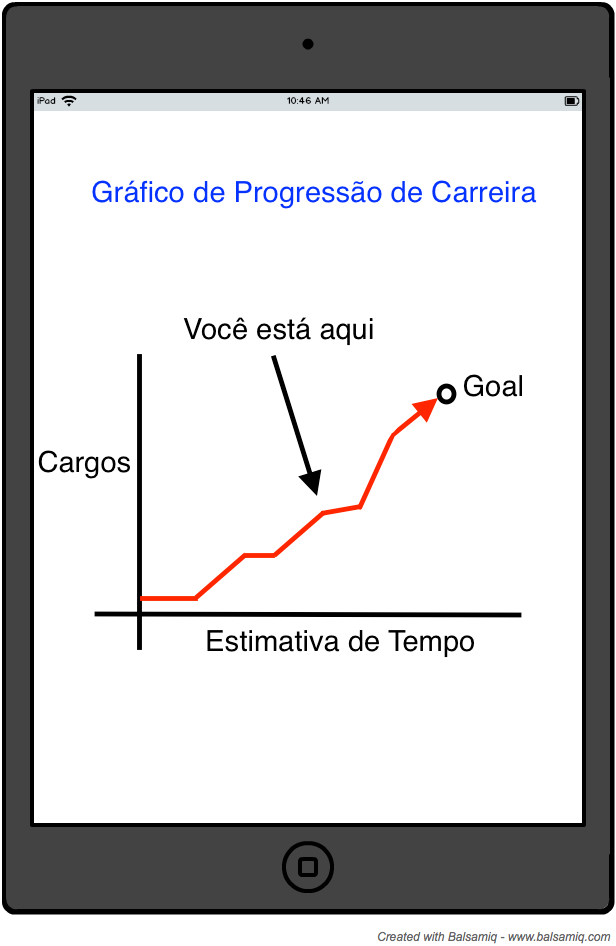 iPad
10:46 AM
Gráfico de Progressão de Carreira
Você está aqui
Goal
Cargos
Estimativa de Tempo
Created with Balsamiq - www.balsamiq.com